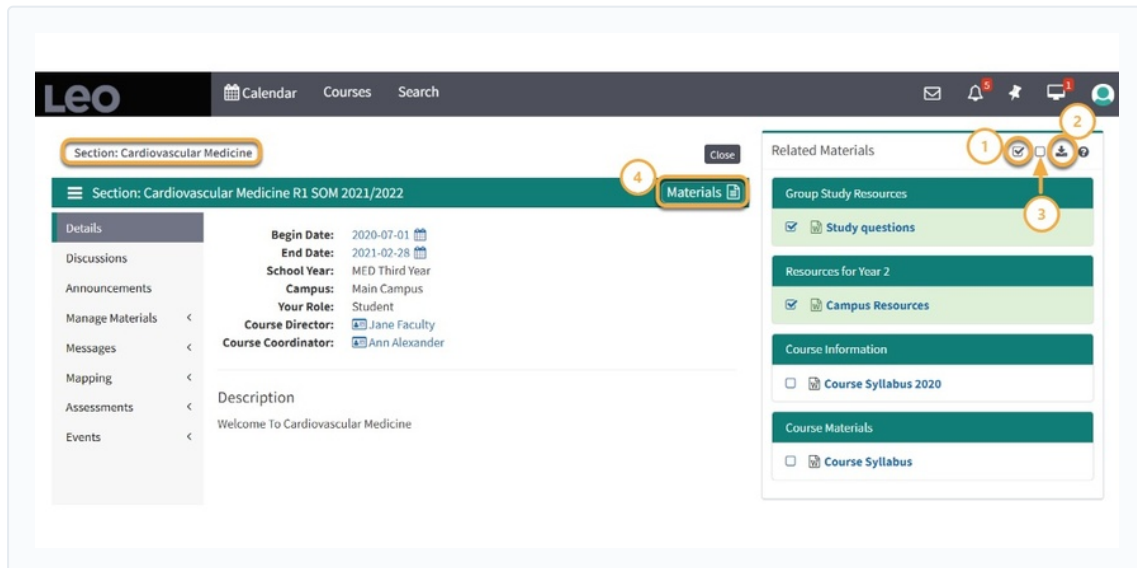 Leo
Calendar Courses Search
5
1
2
Section: Cardiovascular Medicine
Close
4
Section: Cardiovascular Medicine R1 SOM 2021/2022
Materials
Details
Discussions
Announcements
Manage Materials <
Messages <
Mapping <
Assessments <
Events <
Begin Date: 2020-07-01
End Date: 2021-02-28
School Year: MED Third Year
Campus: Main Campus
Your Role: Student
Course Director: Jane Faculty
Course Coordinator: Ann Alexander
Description
Welcome To Cardiovascular Medicine
Related Materials
1
?
3
Group Study Resources
Study questions
Resources for Year 2
Campus Resources
Course Information
Course Syllabus 2020
Course Materials
Course Syllabus